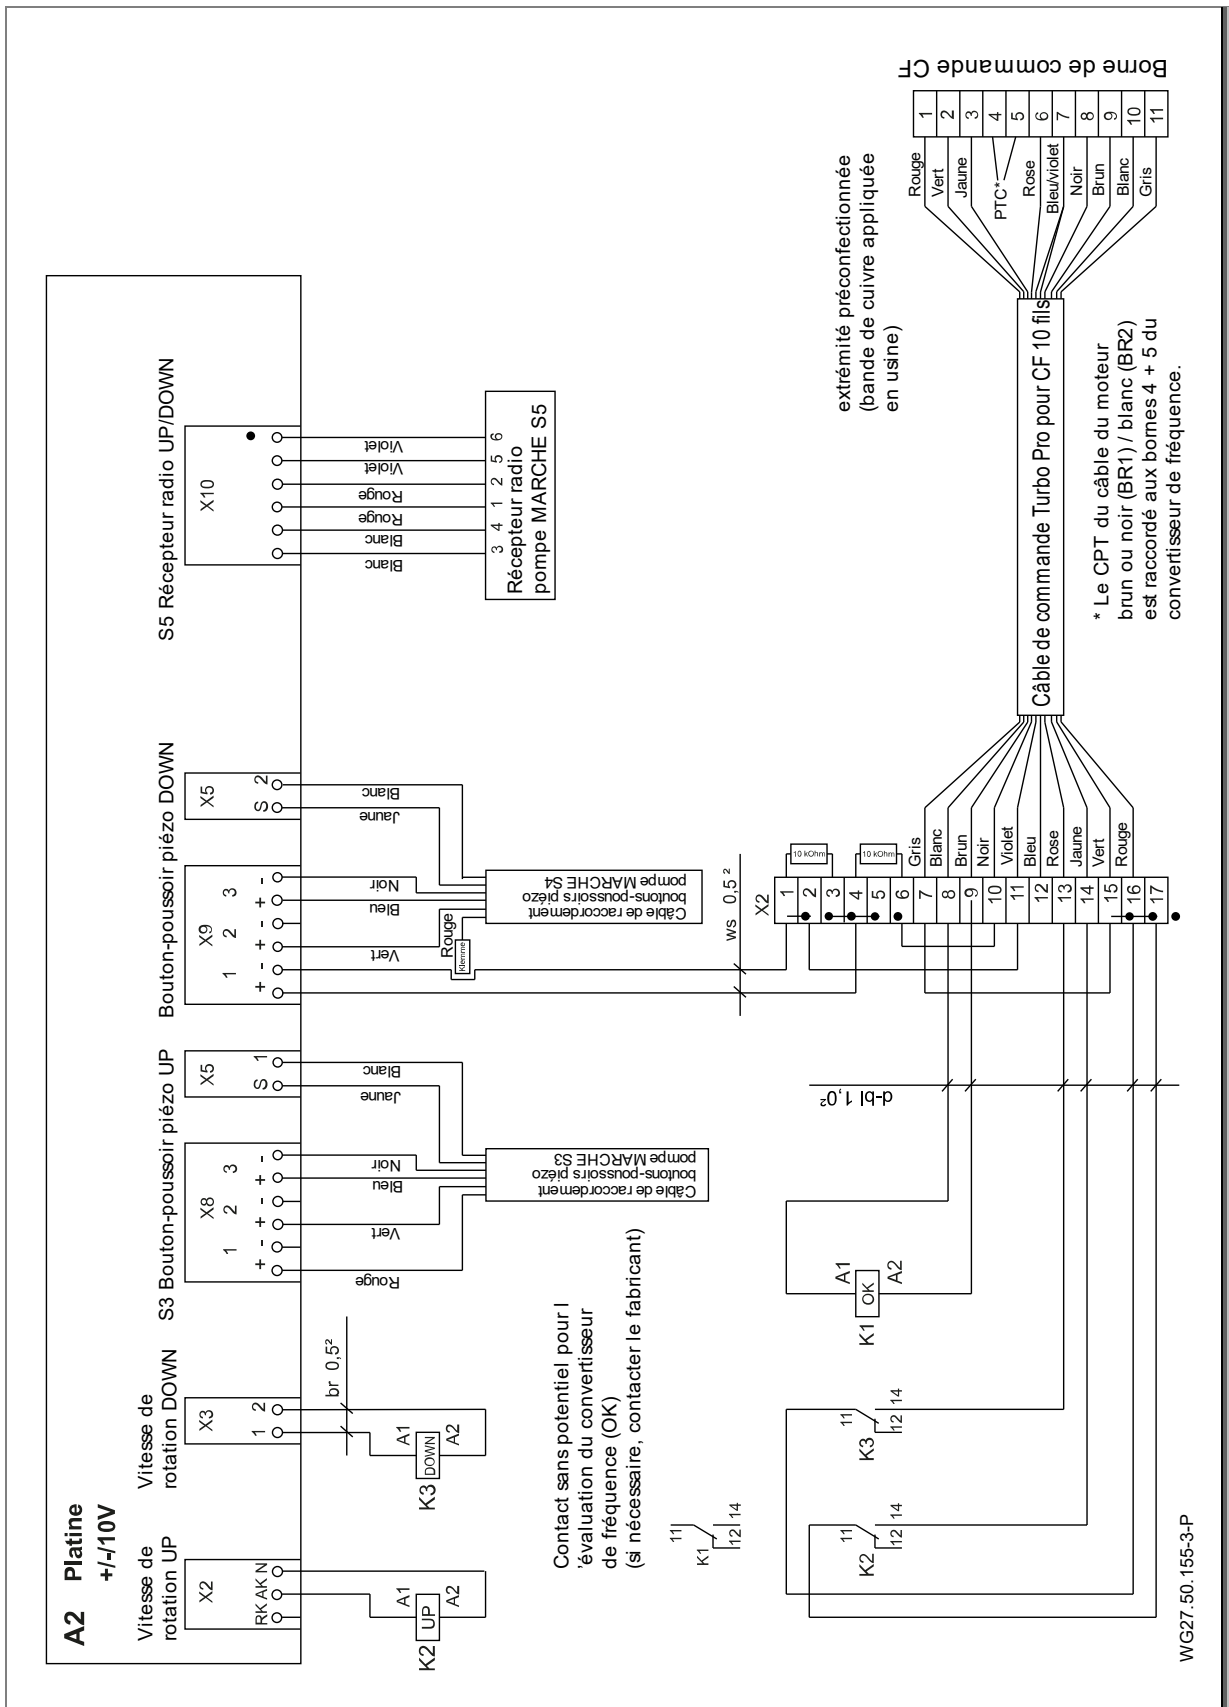 A2 Platine
+/-/10V
Vitesse de
rotation UP
X2
RK AK N
K2
UP
A1
A2
Vitesse de
rotation DOWN
X3
1 2
br 0,5²
K3
DOWN
A1
A2
S3 Bouton-poussoir piézo UP
X8
1 2 3
+ - + - + -
Rouge
Vert
Bleu
Noir
X5
S 1
Jaune
Blanc
Câble de raccordement
boutons-poussoirs piézo
pompe MARCHE S3
Bouton-poussoir piézo DOWN
X9
1 2 3
+ - + - + -
Vert
Rouge
Klemme
Bleu
Noir
X5
S 2
Jaune
Blanc
Câble de raccordement
boutons-poussoirs piézo
pompe MARCHE S4
S5 Récepteur radio UP/DOWN
X10
Blanc
Blanc
Rouge
Rouge
Violet
Violet
3 4 1 2 5 6
Récepteur radio
pompe MARCHE S5
Contact sans potentiel pour l
'évaluation du convertisseur
de fréquence (OK)
(si nécessaire, contacter le fabricant)
K1
11
12 14
K2
11
12 14
K3
11
12 14
K1
OK
A1
A2
d-bl 1,0²
ws 0,5²
X2
1
2
3
4
5
6
7
8
9
10
11
12
13
14
15
16
17
10 kOhm
10 kOhm
Gris
Blanc
Brun
Noir
Violet
Bleu
Rose
Jaune
Vert
Rouge
Câble de commande Turbo Pro pour CF 10 fils
extrémité préconfectionnée
(bande de cuivre appliquée
en usine)
Rouge
Vert
Jaune
PTC*
Rose
Bleu/violet
Noir
Brun
Blanc
Gris
1
2
3
4
5
6
7
8
9
10
11
Borne de commande CF
* Le CPT du câble du moteur
brun ou noir (BR1) / blanc (BR2)
est raccordé aux bornes 4 + 5 du
convertisseur de fréquence.
WG27.50.155-3-P